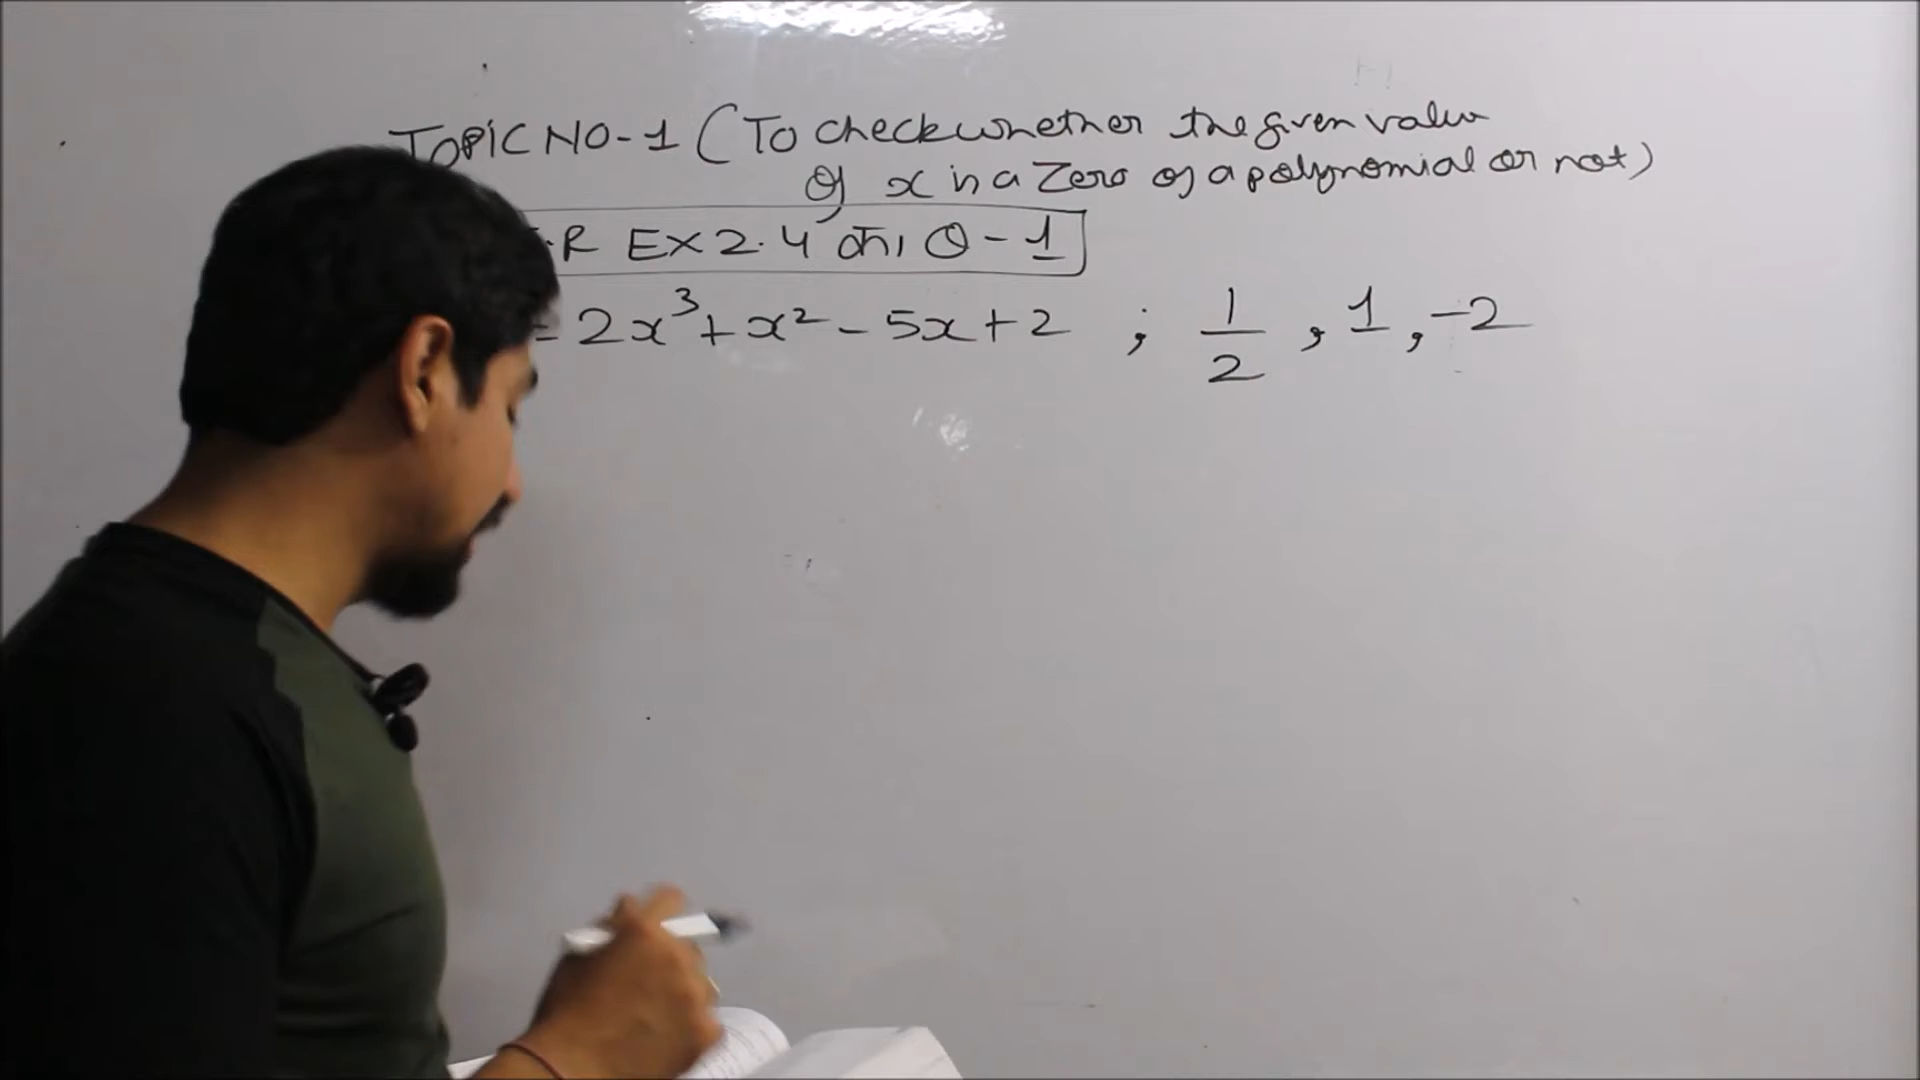 TOPIC NO-1 (To check whether the given value
of x is a zero of a polynomial or not)
.R EX 2.4 का Q-1
= 2x³+x²-5x+2 ; 1/2 , 1 , -2